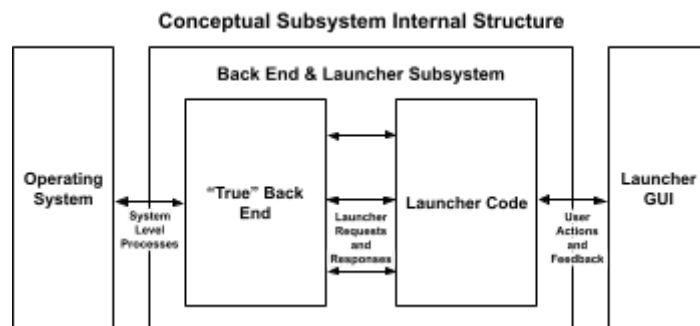 Conceptual Subsystem Internal Structure
Back End & Launcher Subsystem
Operating
System
System
Level
Processes
“True” Back
End
Launcher
Requests
and
Responses
Launcher Code
User
Actions
and
Feedback
Launcher
GUI